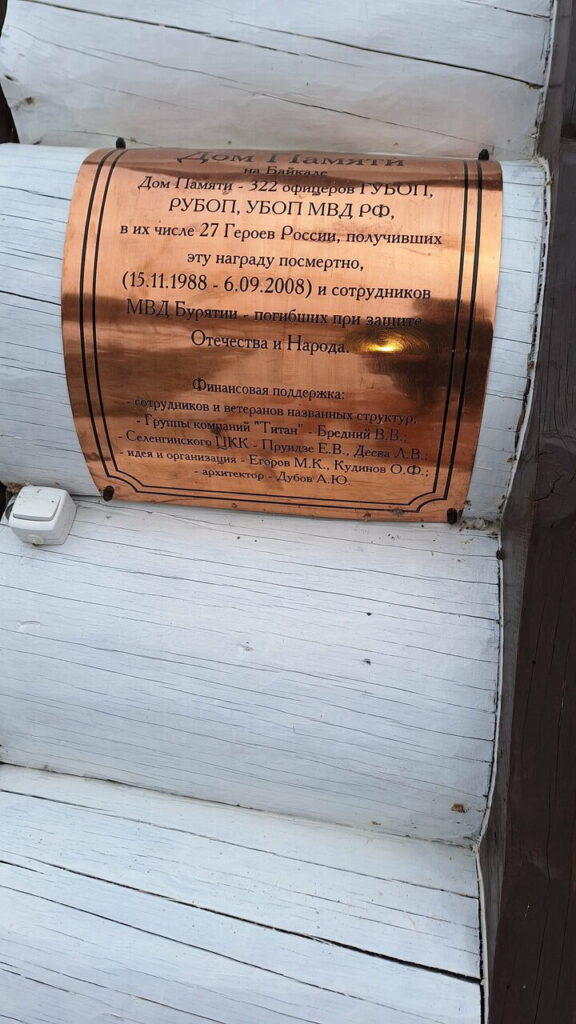 Дом Памяти
на Байкале
Дом Памяти - 322 офицеров ГУБОП,
РУБОП, УБОП МВД РФ,
в их числе 27 Героев России, получивших
эту награду посмертно,
(15.11.1988 - 6.09.2008) и сотрудников
МВД Бурятии - погибших при защите
Отечества и Народа.
Финансовая поддержка:
- сотрудников и ветеранов названных структур;
- Группы компаний "Титан" - Бредний В.В.;
- Селенгинского ЦКК - Пруидзе Е.В., Деева Л.В.;
- идея и организация - Егоров М.К., Кудинов О.Ф.;
- архитектор - Дубов А.Ю.